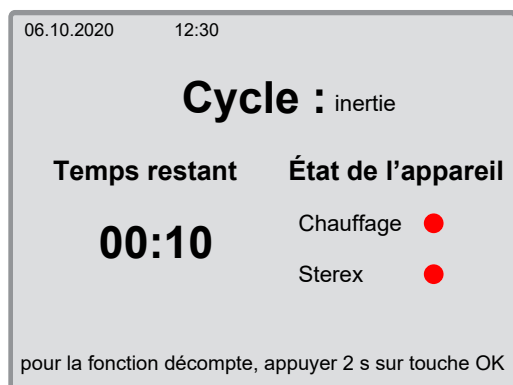 06.10.2020 12:30
Cycle : inertie
Temps restant État de l’appareil
00:10 Chauffage
Sterex
pour la fonction décompte, appuyer 2 s sur touche OK